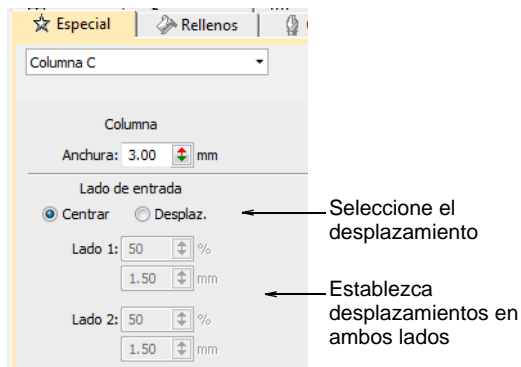 Especial Rellenos
Columna C
Columna
Anchura: 3.00 mm
Lado de entrada
Centrar Desplaz.
Seleccione el
desplazamiento
Lado 1: 50 %
1.50 mm
Establezca
desplazamientos en
ambos lados
Lado 2: 50 %
1.50 mm